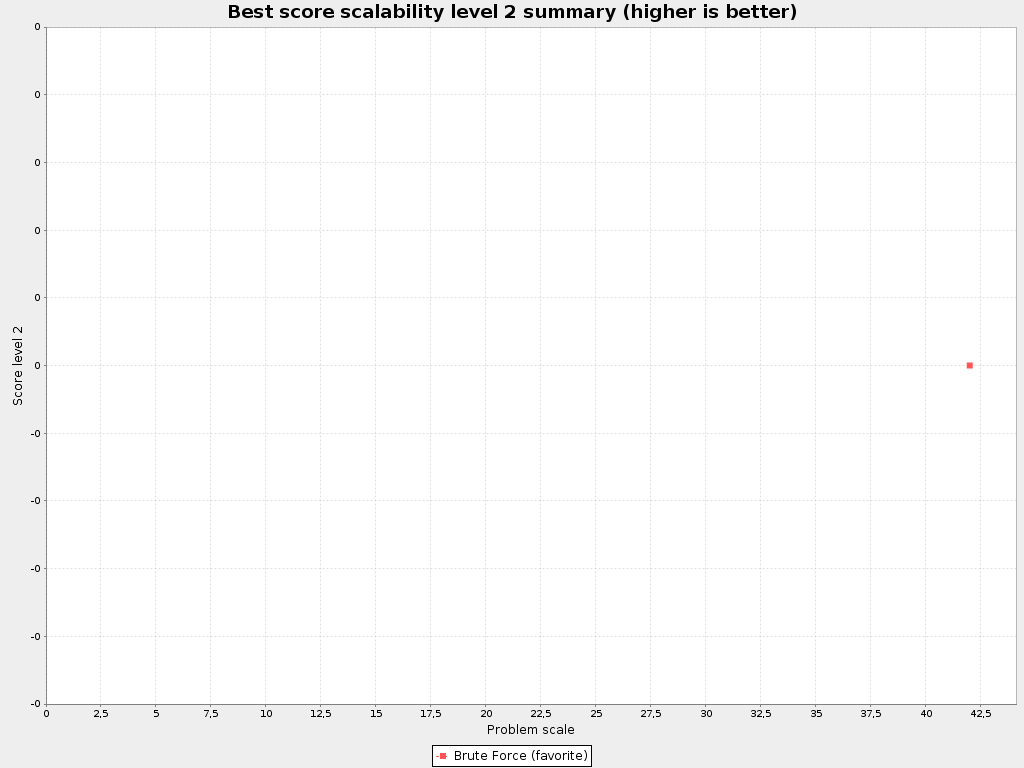 Best score scalability level 2 summary (higher is better)
0
0
0
0
0
0
-0
-0
-0
-0
-0
Score level 2
0 2,5 5 7,5 10 12,5 15 17,5 20 22,5 25 27,5 30 32,5 35 37,5 40 42,5
Problem scale
Brute Force (favorite)